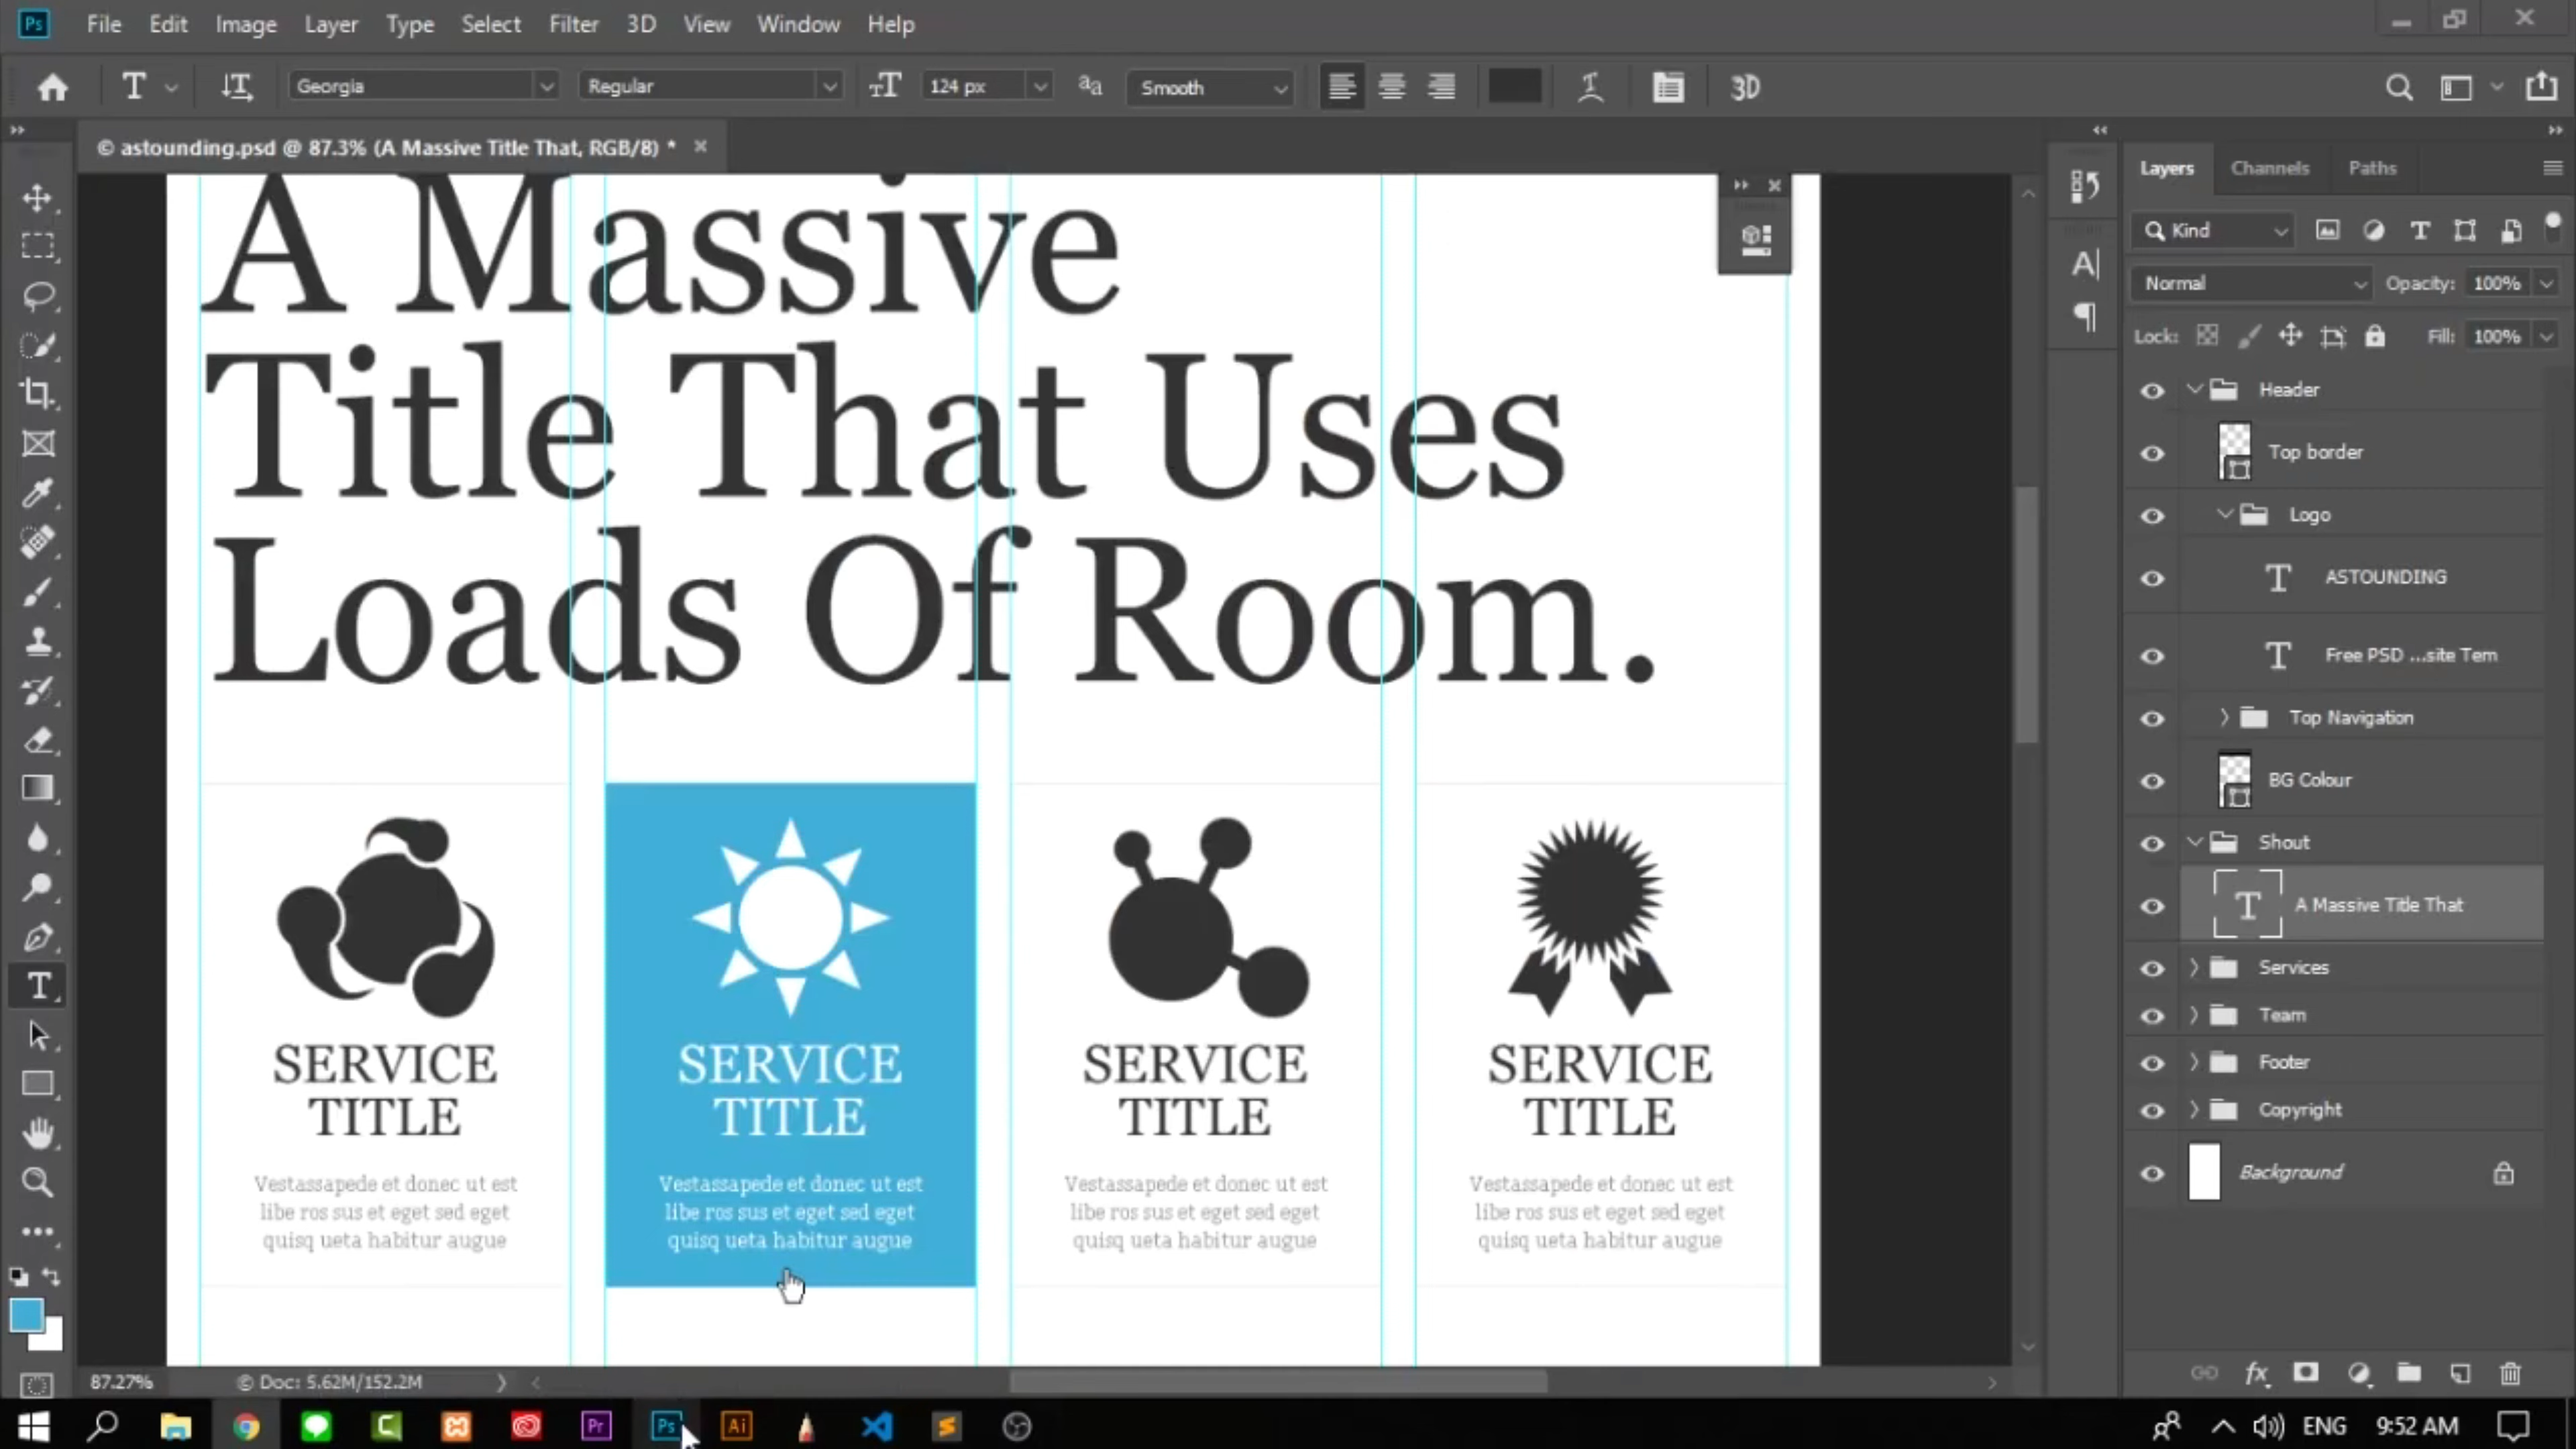 Ps File Edit Image Layer Type Select Filter 3D View Window Help
T Georgia Regular 124 px aa Smooth 3D
© astounding.psd @ 87.3% (A Massive Title That, RGB/8) *
A Massive
Title That Uses
Loads Of Room.
SERVICE
TITLE
Vestassapede et donec ut est
libe ros sus et eget sed eget
quisq ueta habitur augue
SERVICE
TITLE
Vestassapede et donec ut est
libe ros sus et eget sed eget
quisq ueta habitur augue
SERVICE
TITLE
Vestassapede et donec ut est
libe ros sus et eget sed eget
quisq ueta habitur augue
SERVICE
TITLE
Vestassapede et donec ut est
libe ros sus et eget sed eget
quisq ueta habitur augue
Layers Channels Paths
Kind
Normal Opacity: 100%
Lock: Fill: 100%
Header
Top border
Logo
ASTOUNDING
Free PSD ...site Tem
Top Navigation
BG Colour
Shout
A Massive Title That
Services
Team
Footer
Copyright
Background
87.27% © Doc: 5.62M/152.2M
fx
Pr Ps Ai
ENG 9:52 AM